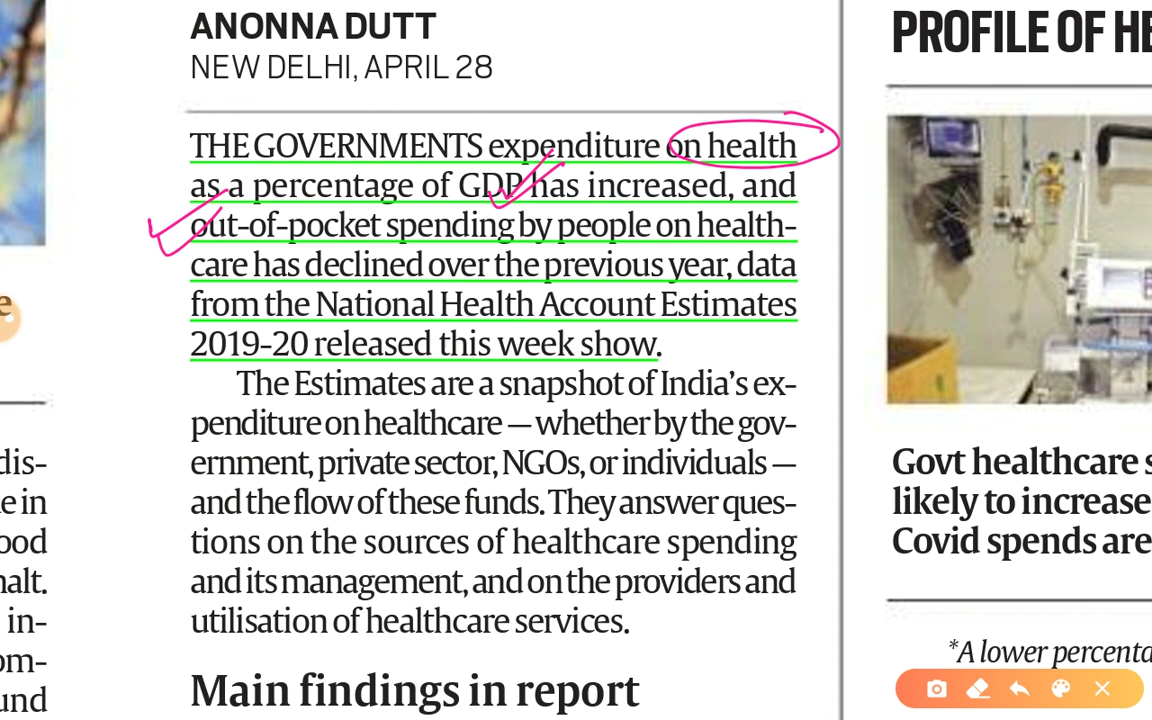 ANONNA DUTT
NEW DELHI, APRIL 28
THE GOVERNMENTS expenditure on health
as a percentage of GDP has increased, and
out-of-pocket spending by people on health-
care has declined over the previous year, data
from the National Health Account Estimates
2019-20 released this week show.
The Estimates are a snapshot of India's ex-
penditure on healthcare — whether by the gov-
ernment, private sector, NGOs, or individuals —
and the flow of these funds. They answer ques-
tions on the sources of healthcare spending
and its management, and on the providers and
utilisation of healthcare services.
Main findings in report
PROFILE OF HE
Govt healthcare s
likely to increase
Covid spends are
*A lower percenta
e
dis-
e in
ood
halt.
in-
om-
und